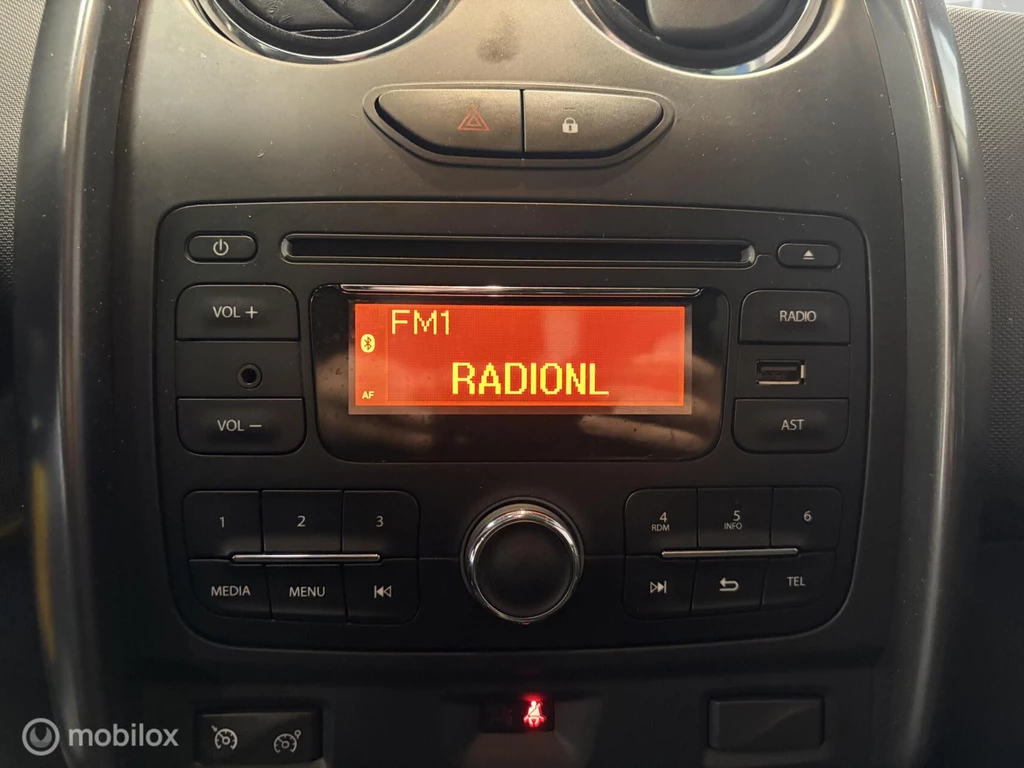 VOL +
FM1
RADIO
AF
RADIONL
VOL −
AST
1
2
3
4
RDM
5
INFO
6
MEDIA
MENU
TEL
mobilox